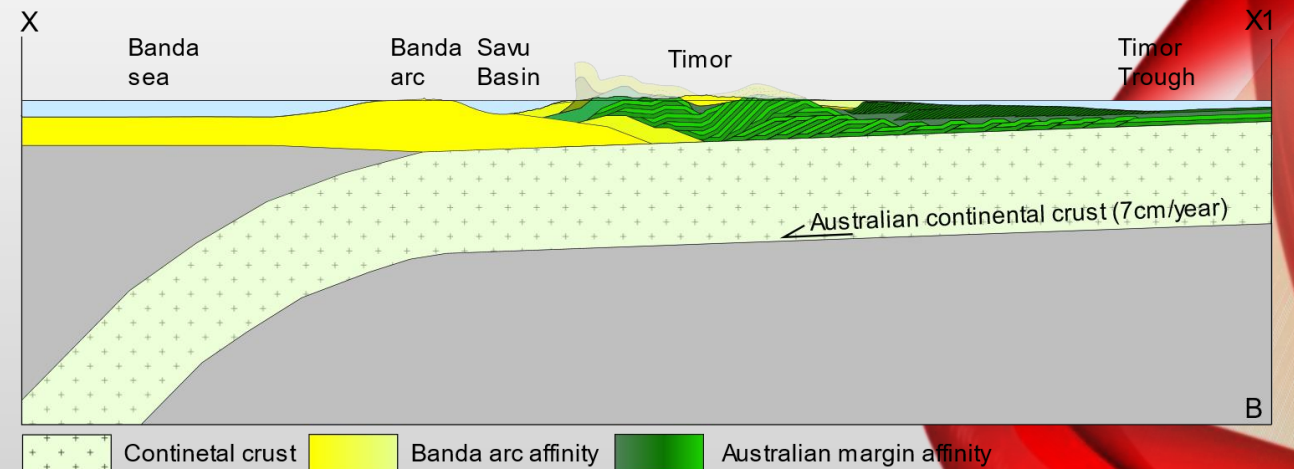 X
X1
Banda
sea
Banda
arc
Savu
Basin
Timor
Timor
Trough
Australian continental crust (7cm/year)
B
Continetal crust
Banda arc affinity
Australian margin affinity